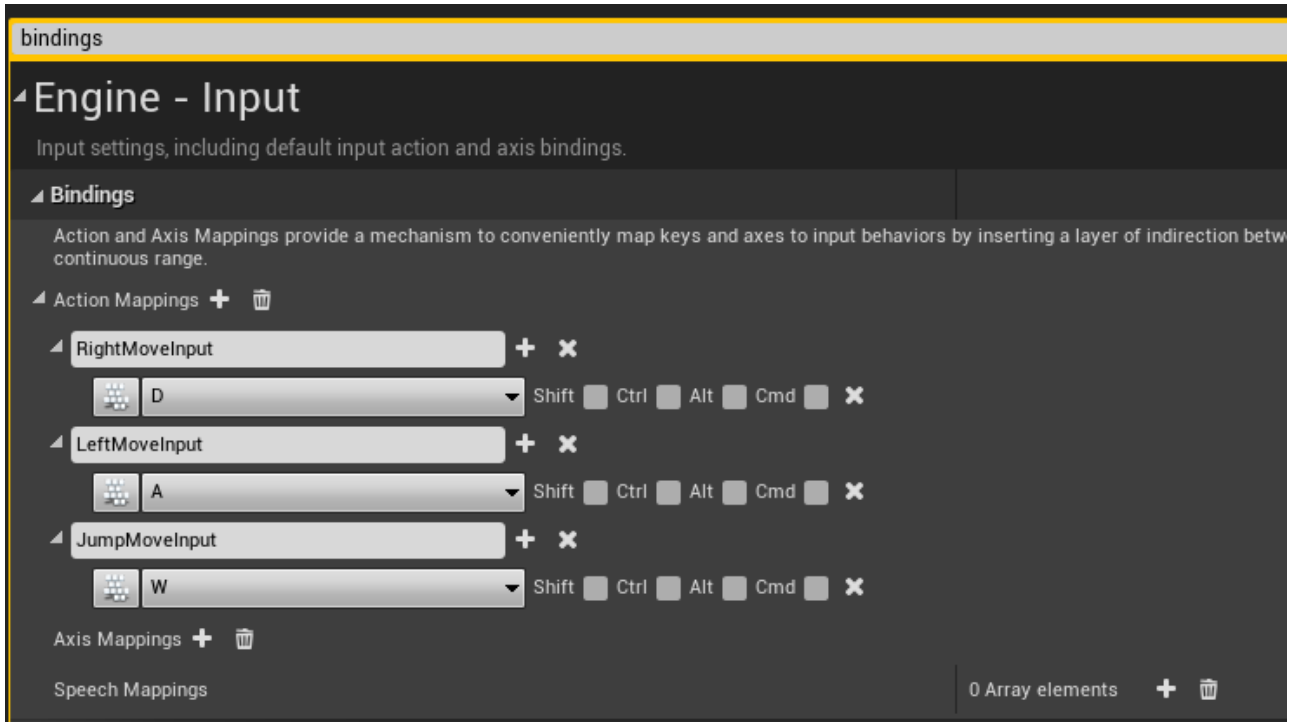 bindings
Engine - Input
Input settings, including default input action and axis bindings.
Bindings
Action and Axis Mappings provide a mechanism to conveniently map keys and axes to input behaviors by inserting a layer of indirection betw
continuous range.
Action Mappings
RightMoveInput
D Shift Ctrl Alt Cmd
LeftMoveInput
A Shift Ctrl Alt Cmd
JumpMoveInput
W Shift Ctrl Alt Cmd
Axis Mappings
Speech Mappings 0 Array elements